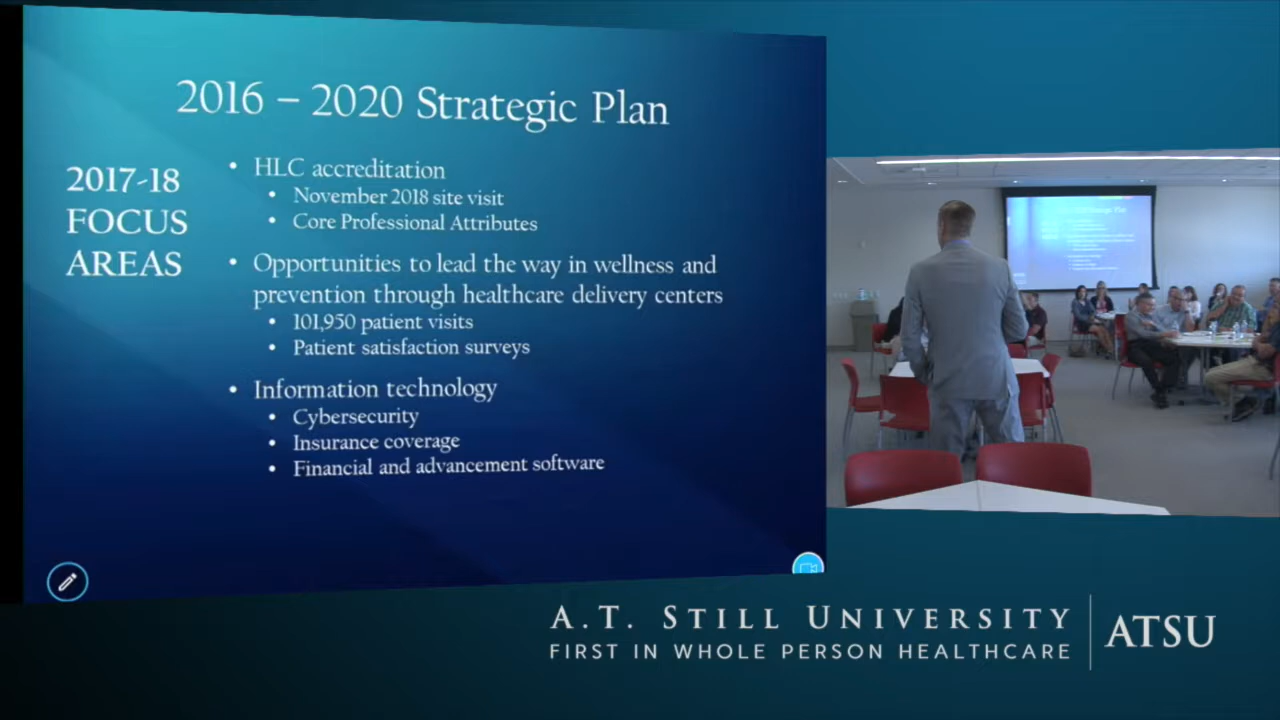 2016 – 2020 Strategic Plan
2017-18
FOCUS
AREAS
• HLC accreditation
• November 2018 site visit
• Core Professional Attributes
• Opportunities to lead the way in wellness and
prevention through healthcare delivery centers
• 101,950 patient visits
• Patient satisfaction surveys
• Information technology
• Cybersecurity
• Insurance coverage
• Financial and advancement software
A.T. STILL UNIVERSITY
FIRST IN WHOLE PERSON HEALTHCARE
ATSU